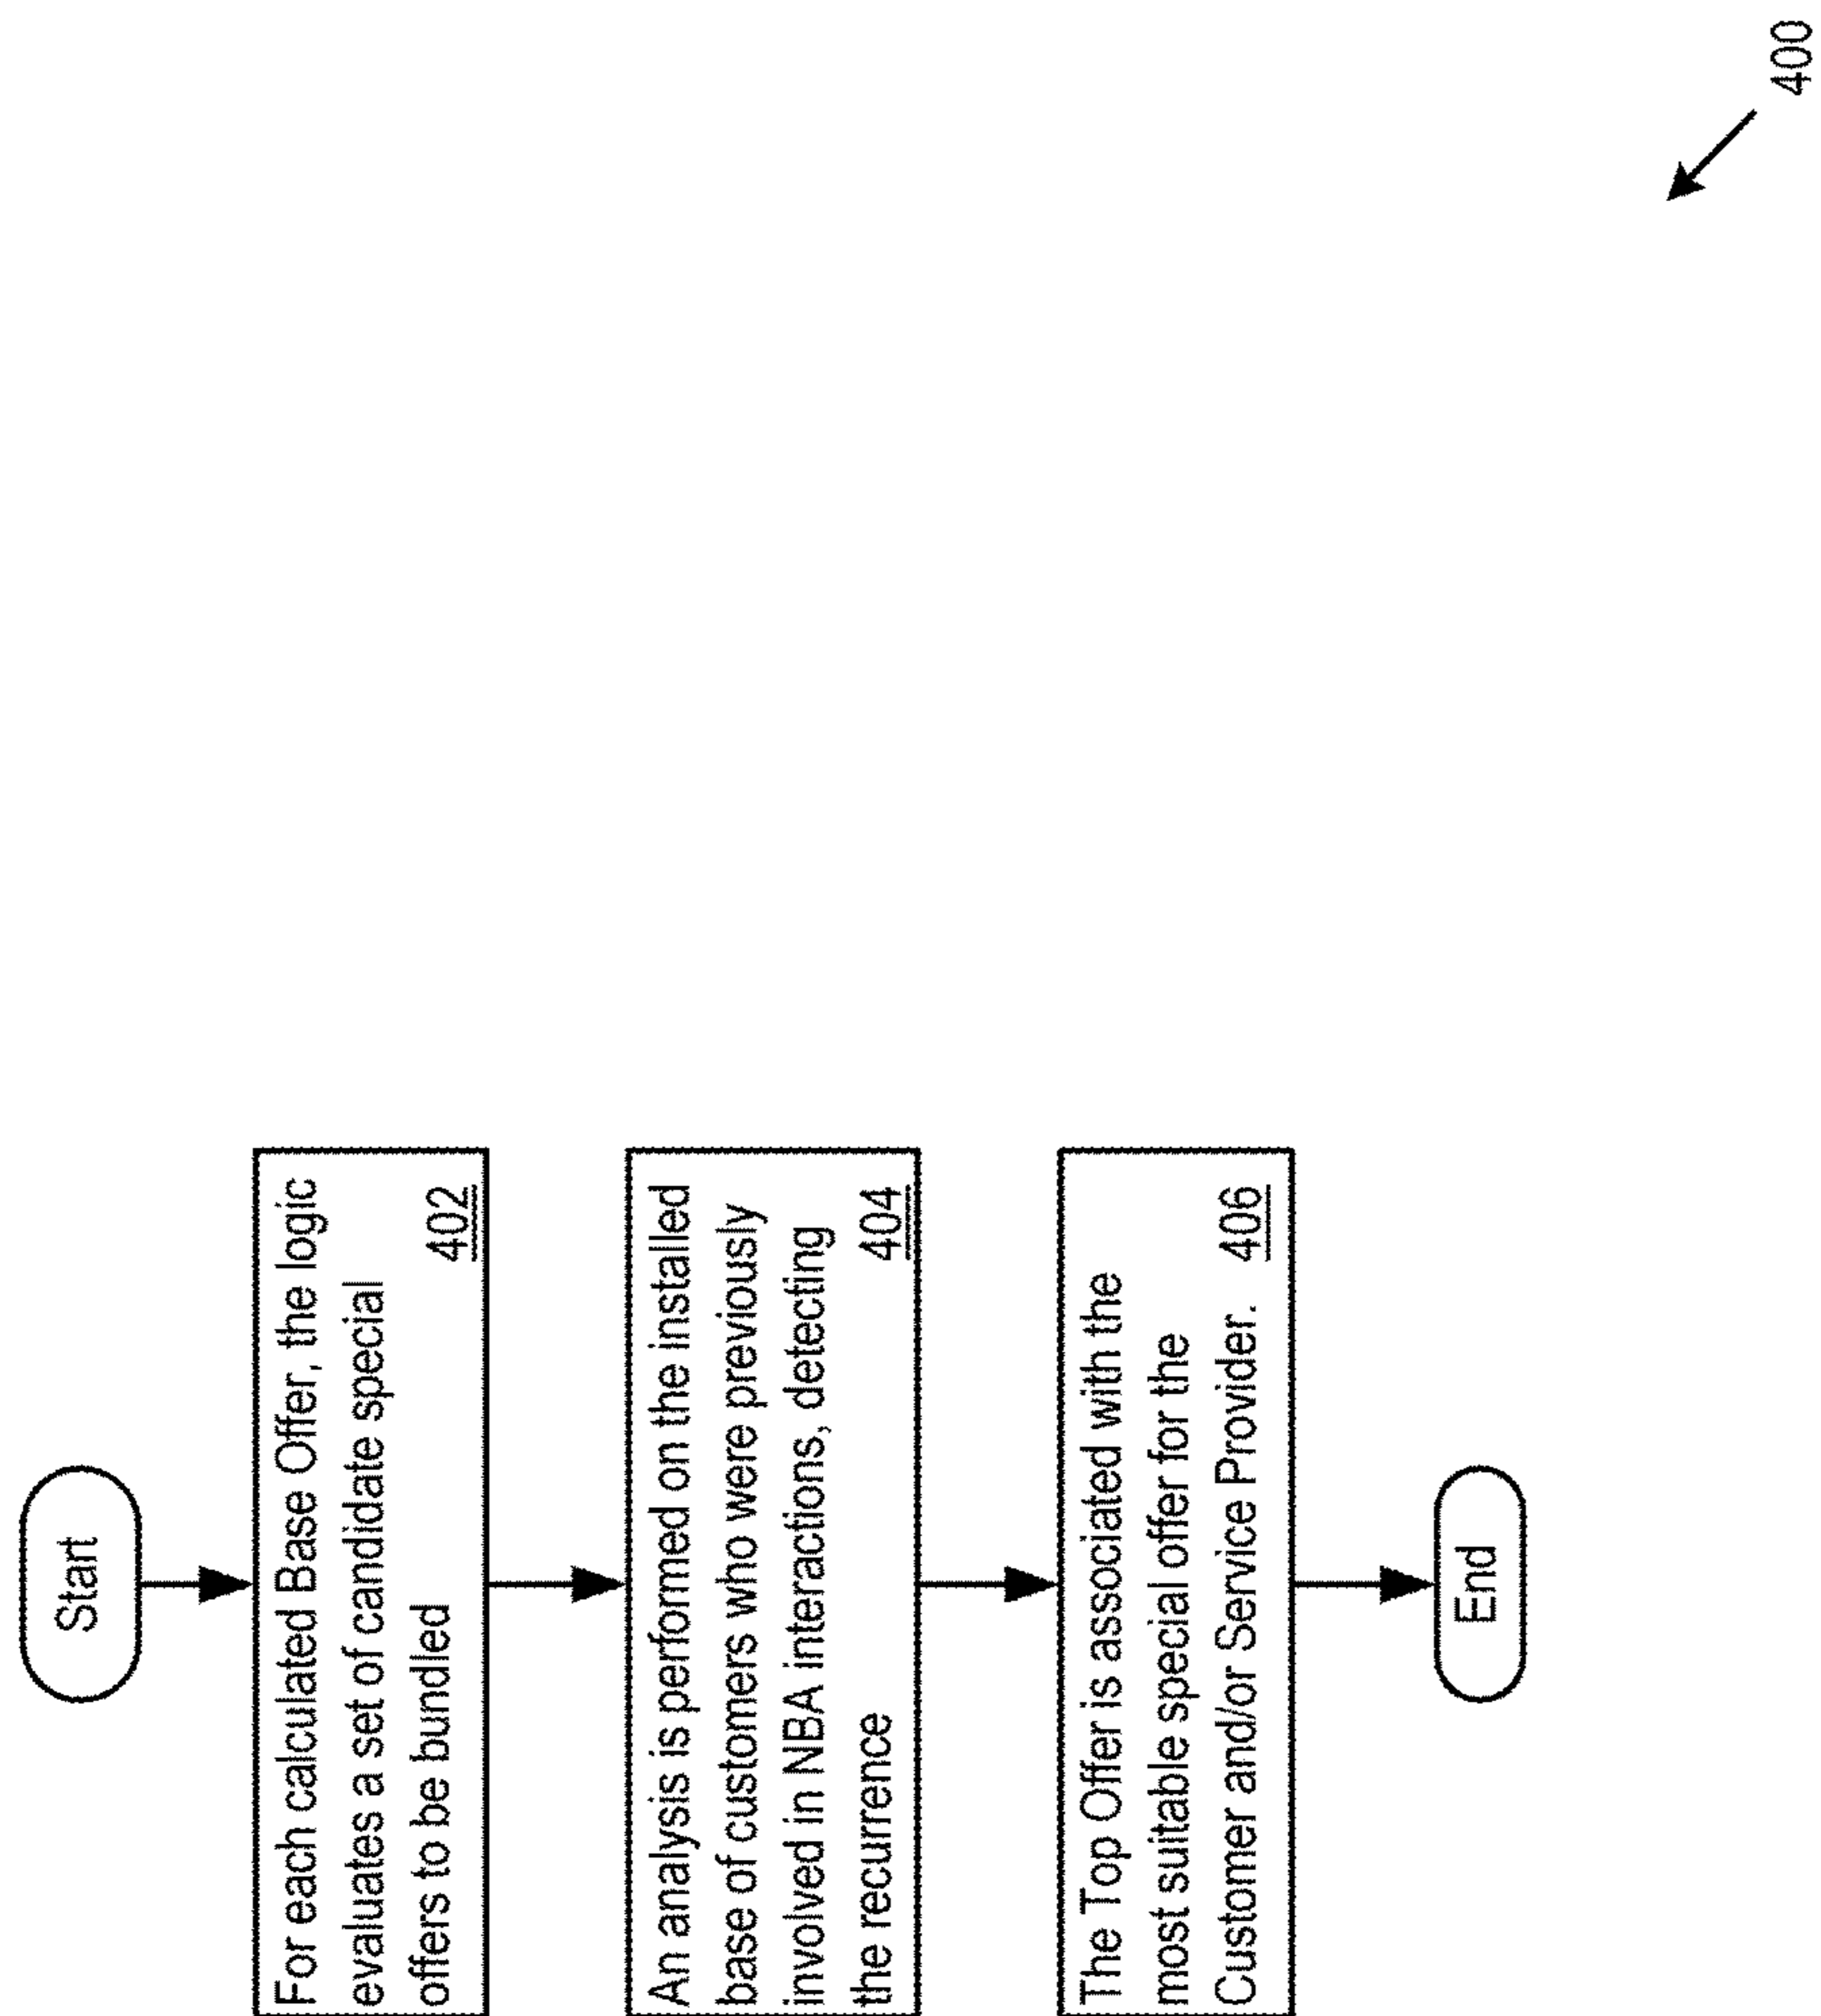 Start
For each calculated Base Offer, the logic
evaluates a set of candidate special
offers to be bundled
402
An analysis is performed on the installed
base of customers who were previously
involved in NBA interactions, detecting
the recurrence
404
The Top Offer is associated with the
most suitable special offer for the
Customer and/or Service Provider. 406
End
400